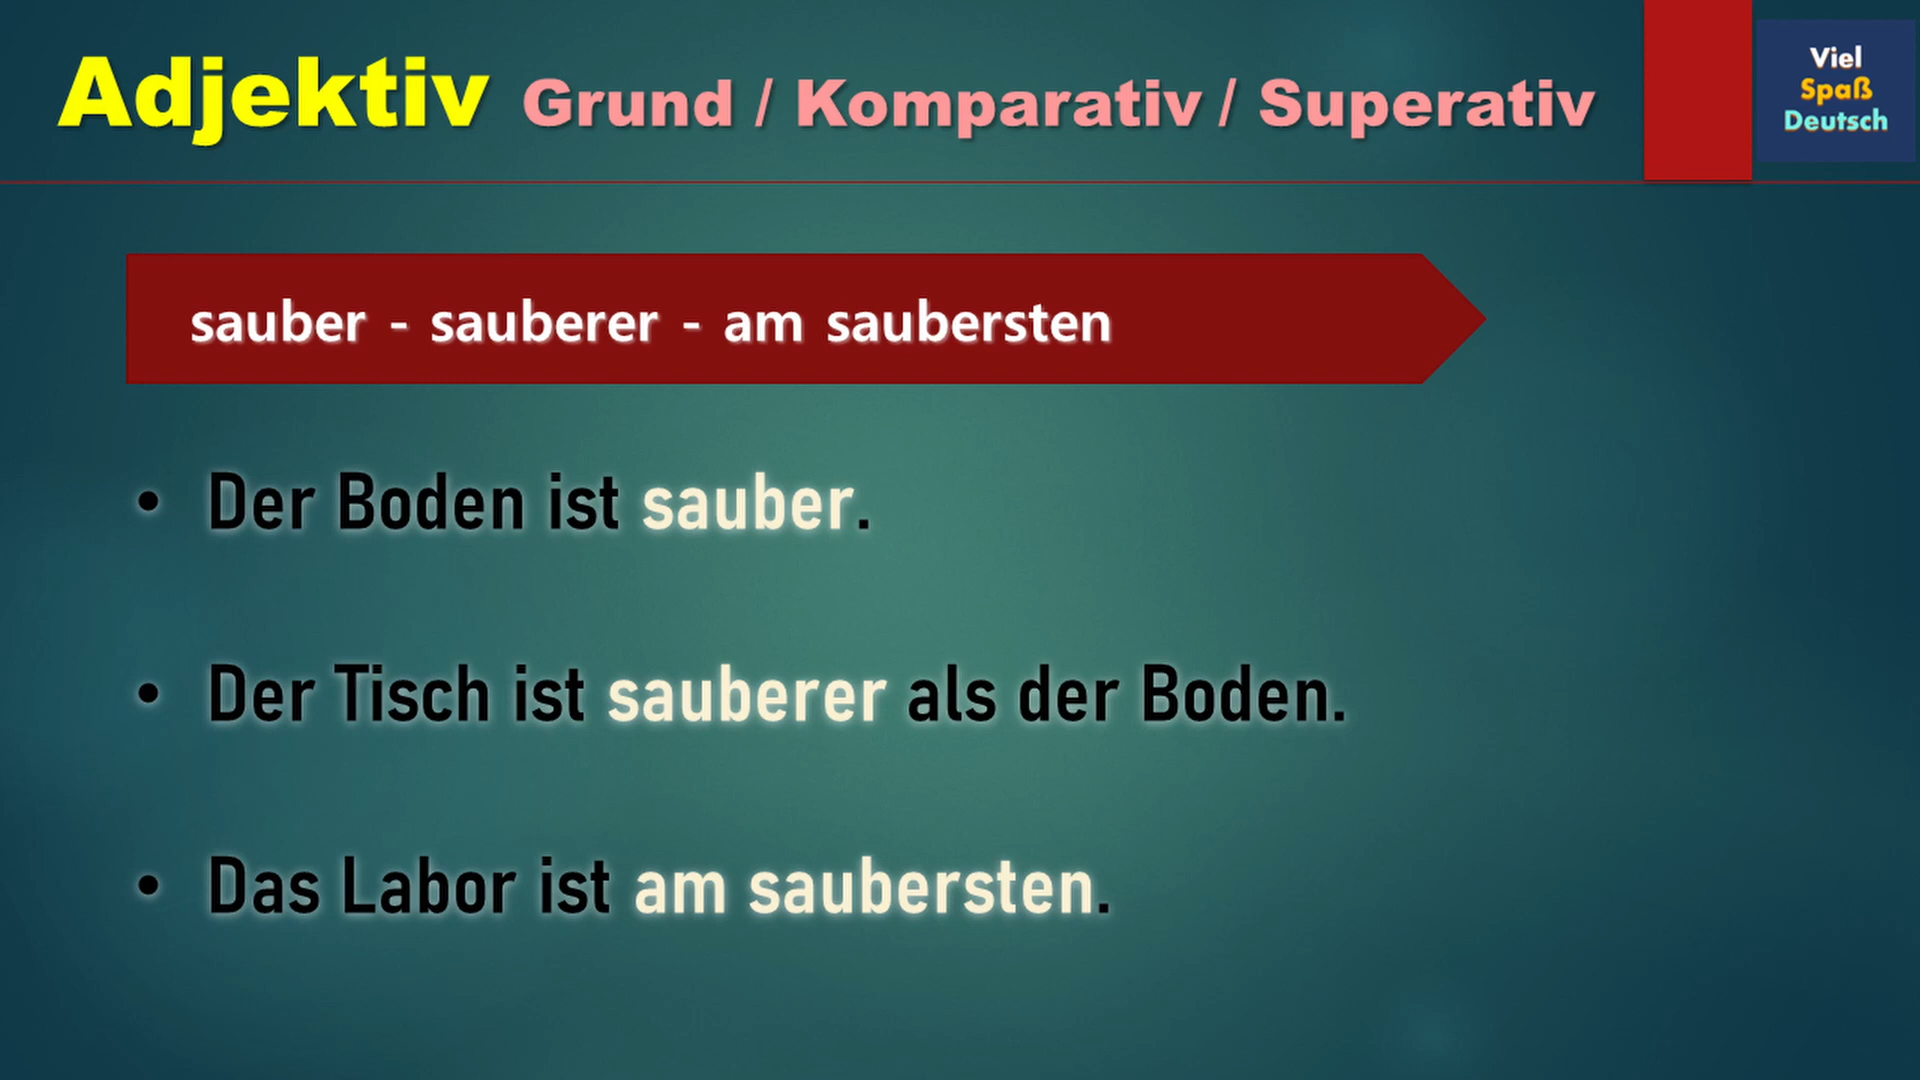 Adjektiv Grund / Komparativ / Superativ
Viel
Spaß
Deutsch
sauber - sauberer - am saubersten
• Der Boden ist sauber.
• Der Tisch ist sauberer als der Boden.
• Das Labor ist am saubersten.